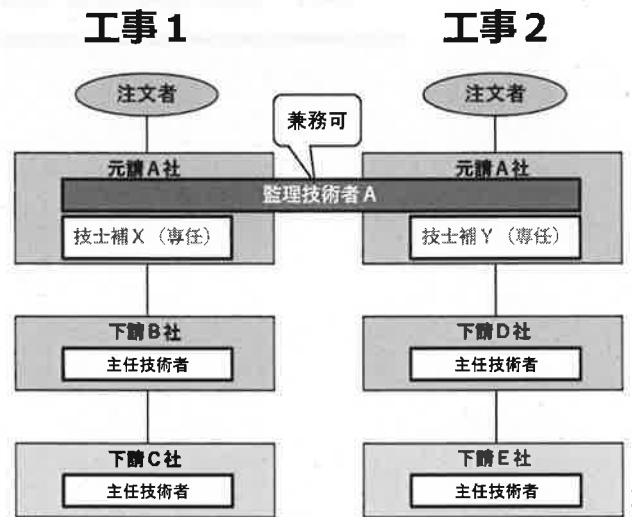 工事1
工事2
注文者
注文者
兼務可
元請A社
元請A社
監理技術者A
技士補X(専任)
技士補Y(専任)
下請B社
下請D社
主任技術者
主任技術者
下請C社
下請E社
主任技術者
主任技術者